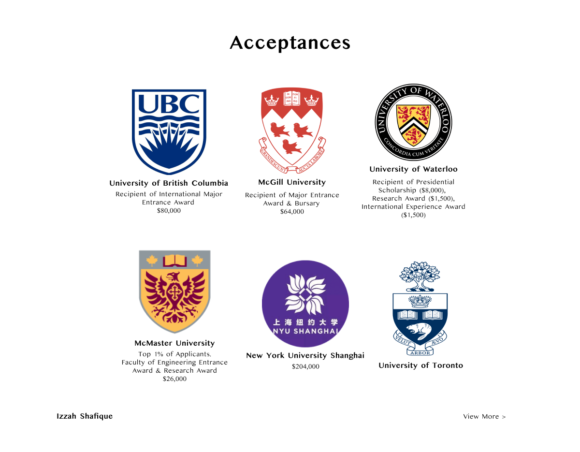 Acceptances
UBC
University of British Columbia
Recipient of International Major
Entrance Award
$80,000
McGill University
Recipient of Major Entrance
Award & Bursary
$64,000
UNIVERSITY OF WATERLOO
CONCORDIA CUM VERITATE
University of Waterloo
Recipient of Presidential
Scholarship ($8,000),
Research Award ($1,500),
International Experience Award
($1,500)
McMaster University
Top 1% of Applicants.
Faculty of Engineering Entrance
Award & Research Award
$26,000
上海纽约大学
NYU SHANGHAI
New York University Shanghai
$204,000
VELUT ARBOR ÆVO
University of Toronto
Izzah Shafique
View More >